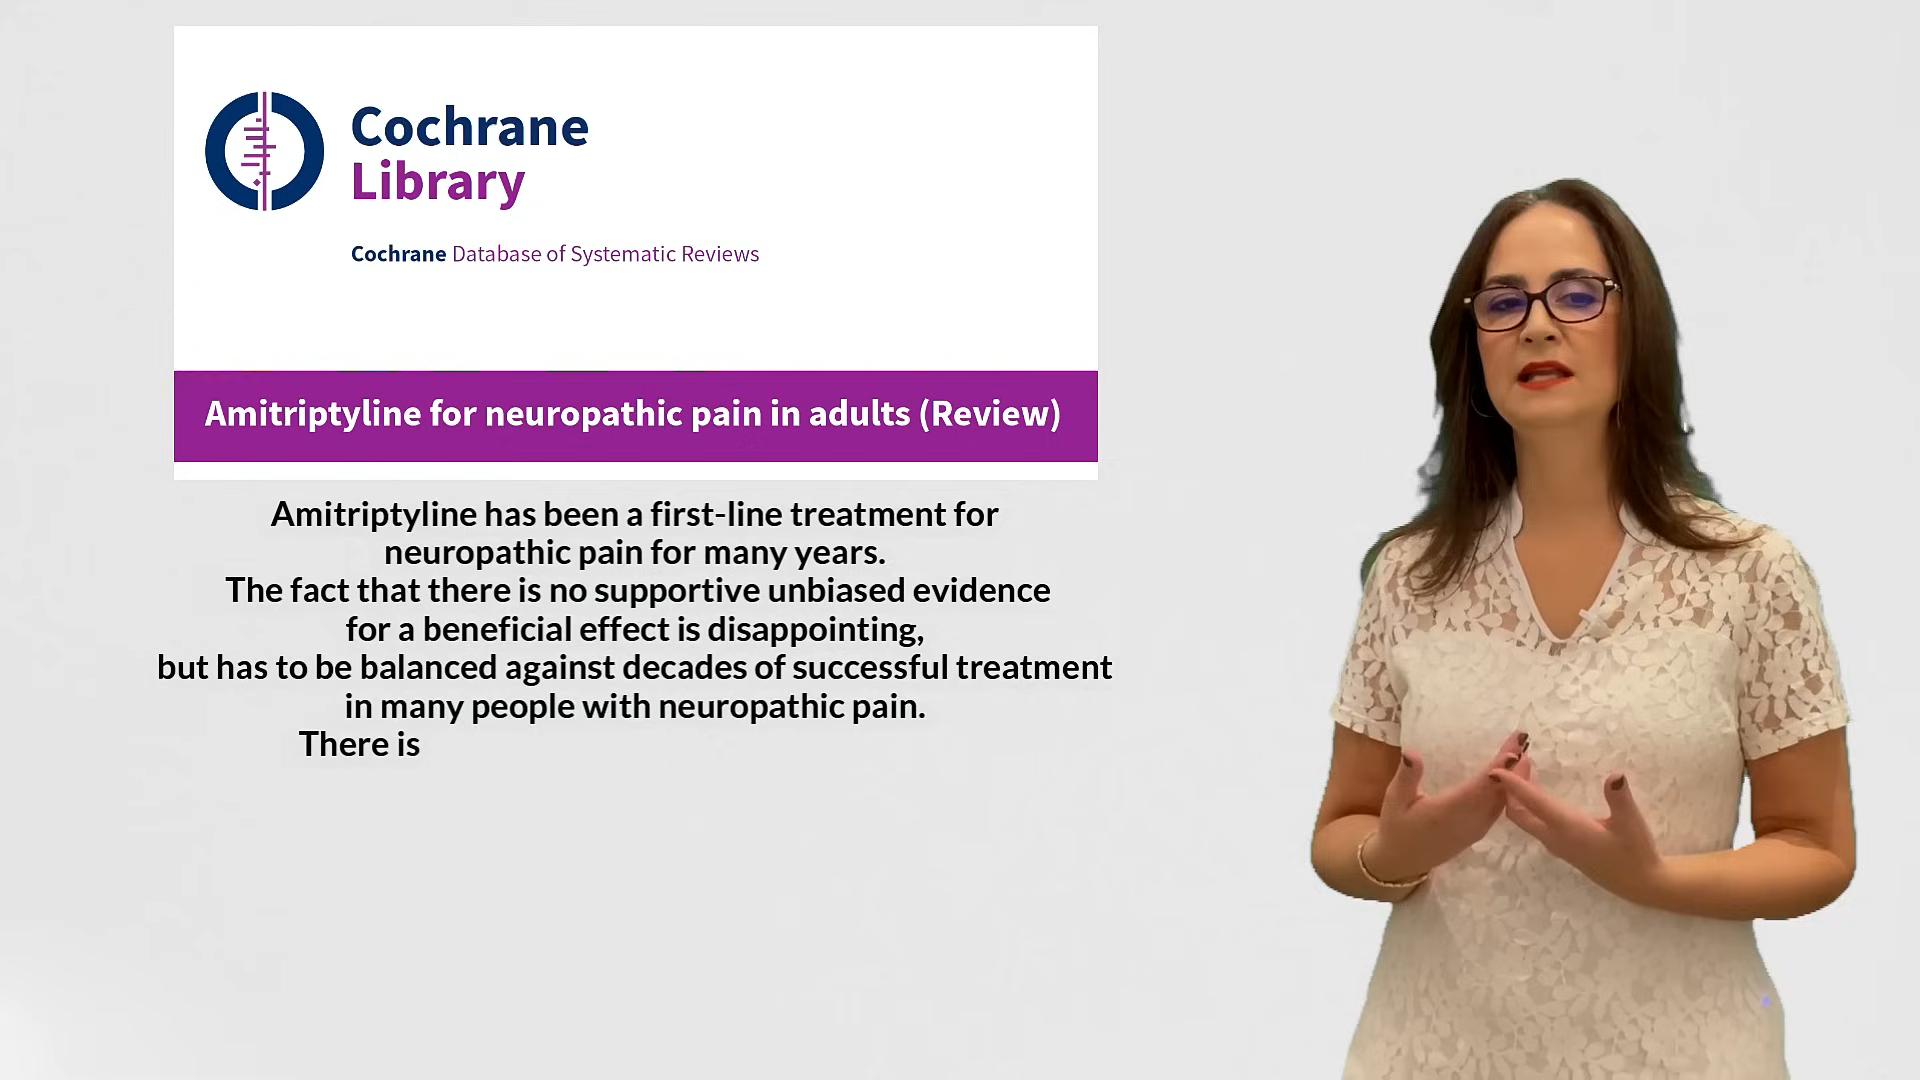 Cochrane
Library
Cochrane Database of Systematic Reviews
Amitriptyline for neuropathic pain in adults (Review)
Amitriptyline has been a first-line treatment for
neuropathic pain for many years.
The fact that there is no supportive unbiased evidence
for a beneficial effect is disappointing,
but has to be balanced against decades of successful treatment
in many people with neuropathic pain.
There is